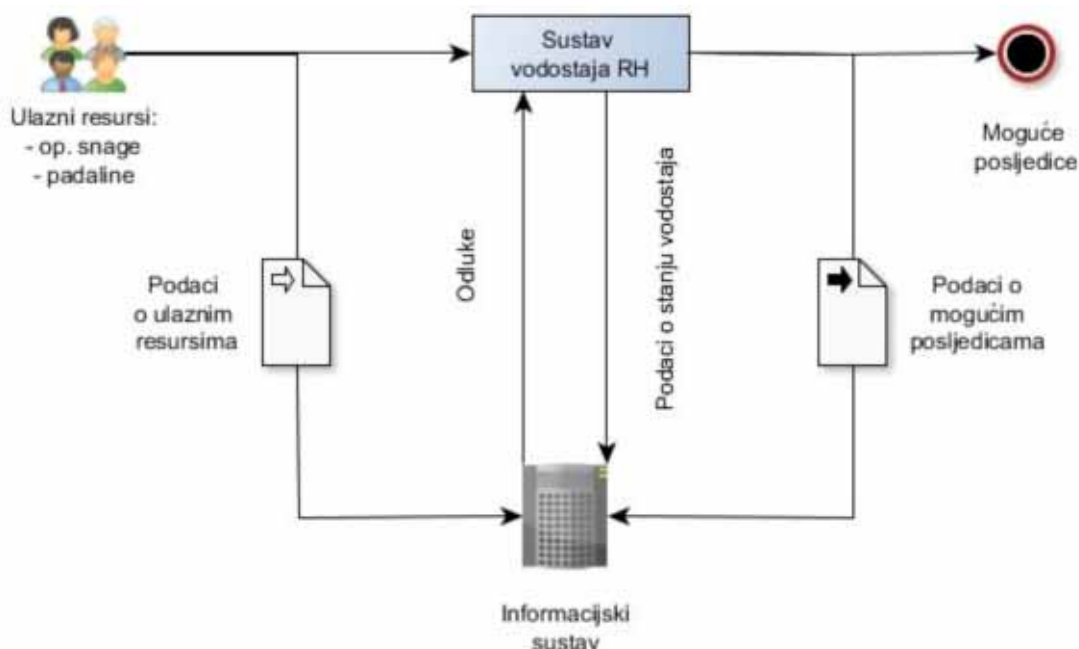 Sustav
vodostaja RH
Ulazni resursi:
- op. snage
- padaline
Moguće
posljedice
Odluke
Podaci o stanju vodostaja
Podaci
o ulaznim
resursima
Podaci o
mogućim
posljedicama
Informacijski
sustav